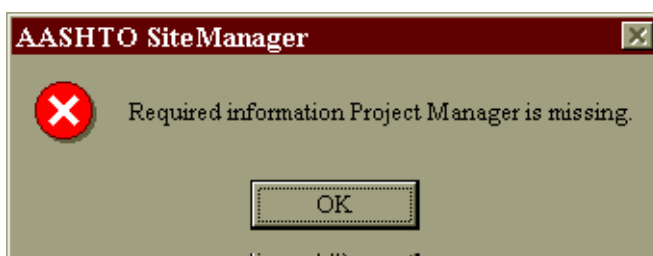 AASHTO SiteManager
Required information Project Manager is missing.
OK